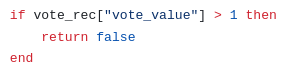 if vote_rec["vote_value"] > 1 then
    return false
end